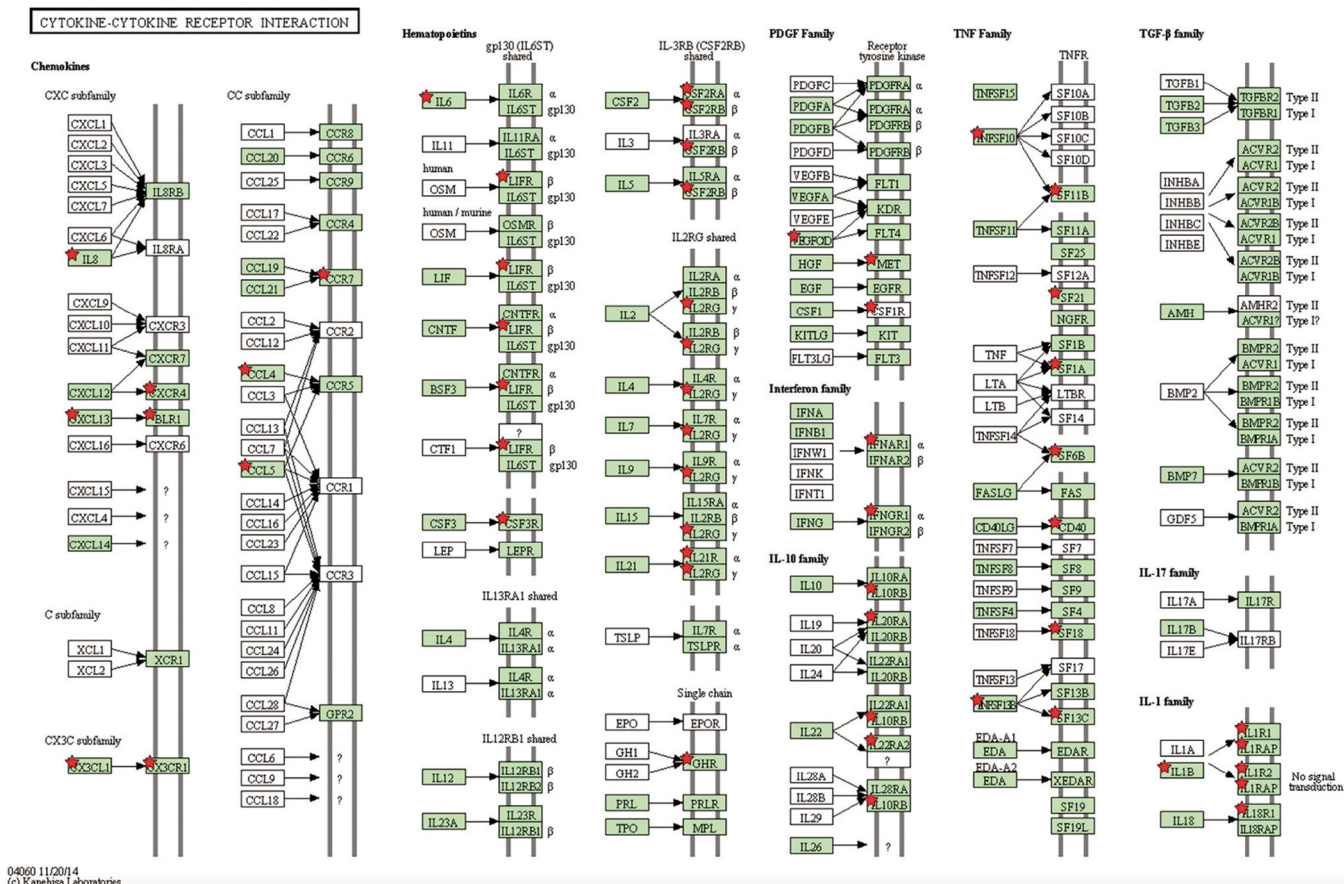 CYTOKINE-CYTOKINE RECEPTOR INTERACTION
Chemokines
CXC subfamily
CXCL1
CXCL2
CXCL3
CXCL5
CXCL7
IL8RB
CXCL6
IL8
IL8RA
CXCL9
CXCL10
CXCL11
CXCR3
CXCR7
CXCL12
CXCR4
CXCL13
BLR1
CXCL16
CXCR6
CXCL15 ?
CXCL4 ?
CXCL14 ?
C subfamily
XCL1
XCL2
XCR1
CX3C subfamily
CX3CL1
CX3CR1
CC subfamily
CCL1 CCR8
CCL20 CCR6
CCL25 CCR9
CCL17
CCL22
CCR4
CCL19
CCL21
CCR7
CCL2
CCL12
CCR2
CCL4
CCL3
CCR5
CCL13
CCL7
CCL5
CCR1
CCL14
CCL16
CCL23
CCL15
CCR3
CCL8
CCL11
CCL24
CCL26
CCL28
CCL27
GPR2
CCL6 ?
CCL9 ?
CCL18 ?
Hematopoietins
gp130 (IL6ST)
shared
IL6 IL6R α
IL6ST gp130
IL11 IL11RA α
IL6ST gp130
human
OSM LIFR β
IL6ST gp130
human / murine
OSM OSMR β
IL6ST gp130
LIF LIFR β
IL6ST gp130
CNTFR α
CNTF LIFR β
IL6ST gp130
CNTFR α
BSF3 LIFR β
IL6ST gp130
?
CTF1 LIFR β
IL6ST gp130
CSF3 CSF3R
LEP LEPR
IL13RA1 shared
IL4 IL4R α
IL13RA1 α
IL13 IL4R α
IL13RA1 α
IL12RB1 shared
IL12 IL12RB1 β
IL12RB2 β
IL23A IL23R
IL12RB1 β
IL-3RB (CSF2RB)
shared
CSF2 CSF2RA α
CSF2RB β
IL3 IL3RA α
CSF2RB β
IL5 IL5RA α
CSF2RB β
IL2RG shared
IL2RA α
IL2RB β
IL2 IL2RG γ
IL2RB β
IL2RG γ
IL4 IL4R α
IL2RG γ
IL7 IL7R α
IL2RG γ
IL9 IL9R α
IL2RG γ
IL15RA α
IL15 IL2RB β
IL2RG γ
IL21 IL21R α
IL2RG γ
TSLP IL7R α
TSLPR α
Single chain
EPO EPOR
GH1
GH2
GHR
PRL PRLR
TPO MPL
PDGF Family
Receptor
tyrosine kinase
PDGFC
PDGFA
PDGFB
PDGFD
PDGFRA α
PDGFRA α
PDGFRB β
PDGFRB β
VEGFB
VEGFA
VEGFE
FLT1
KDR
FLT4
HGF MET
EGF EGFR
CSF1 CSF1R
KITLG KIT
FLT3LG FLT3
Interferon family
IFNA
IFNB1
IFNW1
IFNK
IFNT1
IFNAR1 α
IFNAR2 β
IFNG IFNGR1 α
IFNGR2 β
IL-10 family
IL10 IL10RA
IL10RB
IL19
IL20
IL24
IL20RA
IL20RB
IL22RA1
IL20RB
IL22
IL22RA1
IL10RB
IL22RA2
?
IL28A
IL28B
IL29
IL28RA
IL10RB
IL26 ?
TNF Family
TNFR
TNFSF15
TNFSF10
SF10A
SF10B
SF10C
SF10D
SF11B
TNFSF11 SF11A
SF25
TNFSF12 SF12A
SF21
NGFR
TNF
LTA
LTB
TNFSF14
SF1B
SF1A
LTBR
SF14
SF6B
FASLG FAS
CD40LG CD40
TNFSF7 SF7
TNFSF8 SF8
TNFSF9 SF9
TNFSF4 SF4
TNFSF18 SF18
TNFSF13
TNFSF13B
SF17
SF13B
SF13C
EDA-A1
EDA EDAR
EDA-A2
EDA XEDAR
SF19
SF19L
TGF-β family
TGFB1
TGFB2
TGFB3
TGFBR2 Type II
TGFBR1 Type I
INHBA
INHBB
INHBC
INHBE
ACVR2 Type II
ACVR1 Type I
ACVR2 Type II
ACVR1B Type I
ACVR2B Type II
ACVR1 Type I
ACVR2B Type II
ACVR1B Type I
AMH AMHR2 Type II
ACVR1? Type I?
BMP2
BMPR2 Type II
ACVR1 Type I
BMPR2 Type II
BMPR1B Type I
BMPR2 Type II
BMPR1A Type I
BMP7 ACVR2 Type II
BMPR1B Type I
GDF5 ACVR2 Type II
BMPR1A Type I
IL-17 family
IL17A IL17R
IL17B
IL17E
IL17RB
IL-1 family
IL1A
IL1B
IL1R1
IL1RAP
IL1R2
IL1RAP
No signal
transduction
IL18 IL18R1
IL18RAP
04060 11/20/14
(c) Kanehisa Laboratories